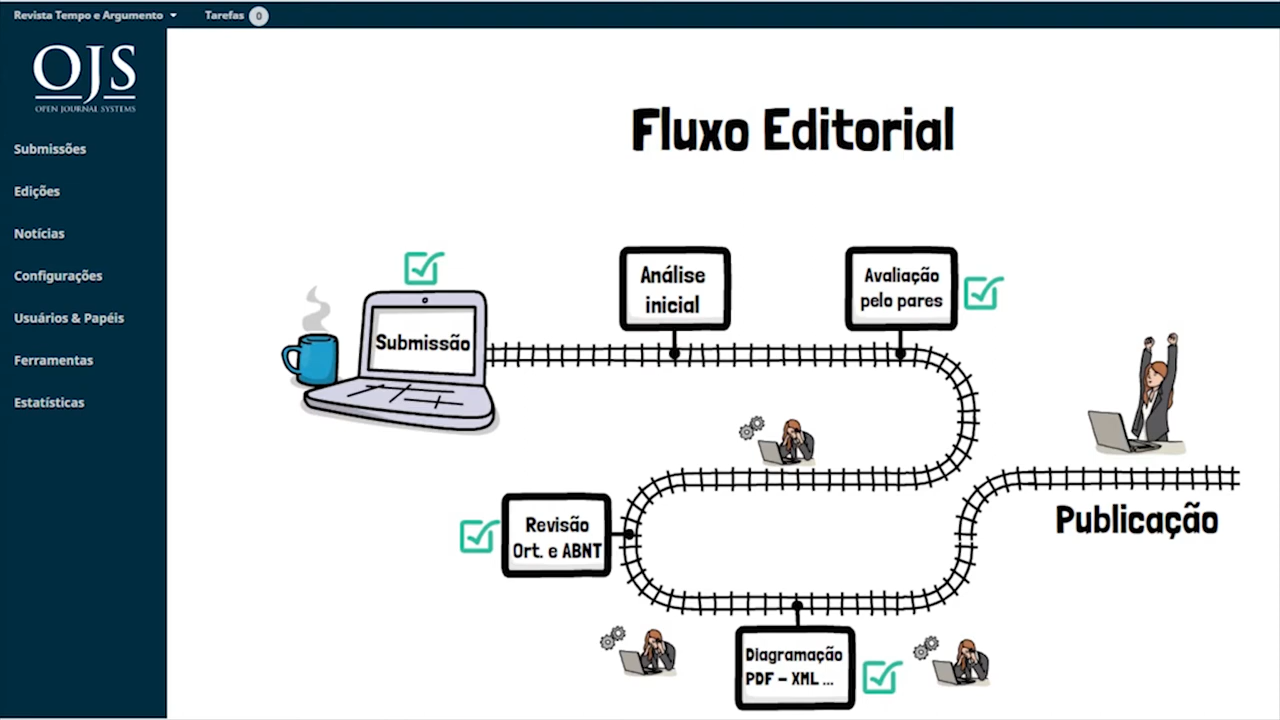 Revista Tempo e Argumento
Tarefas 0
OJS
OPEN JOURNAL SYSTEMS
Submissões
Edições
Notícias
Configurações
Usuários & Papéis
Ferramentas
Estatísticas
Fluxo Editorial
Submissão
Análise
inicial
Avaliação
pelo pares
Revisão
Ort. e ABNT
Diagramação
PDF - XML ...
Publicação